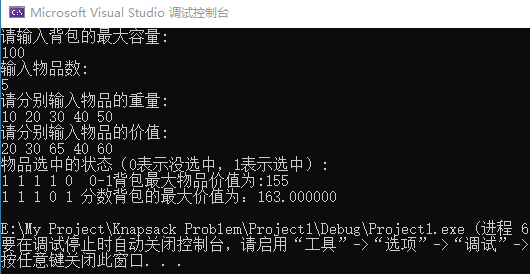 Microsoft Visual Studio 调试控制台
请输入背包的最大容量:
100
输入物品数:
5
请分别输入物品的重量:
10 20 30 40 50
请分别输入物品的价值:
20 30 65 40 60
物品选中的状态（0表示没选中，1表示选中）:
1 1 1 1 0  0-1背包最大物品价值为:155
1 1 1 0 1 分数背包的最大价值为：163.000000
E:\My Project\Knapsack Problem\Project1\Debug\Project1.exe (进程 6
要在调试停止时自动关闭控制台，请启用“工具”->“选项”->“调试”->
按任意键关闭此窗口. . .